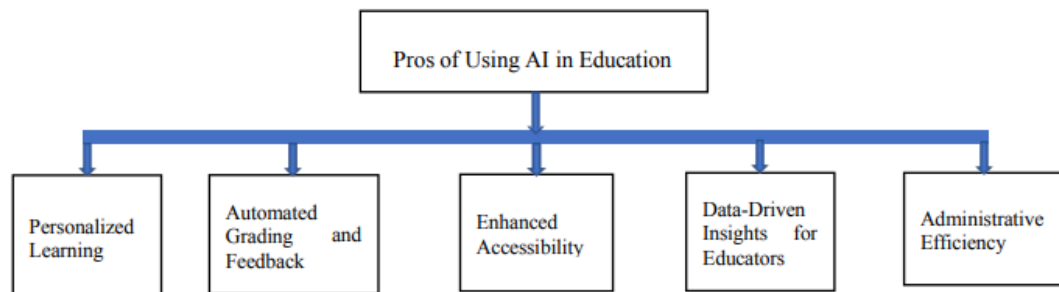 Pros of Using AI in Education
Personalized
Learning
Automated
Grading and
Feedback
Enhanced
Accessibility
Data-Driven
Insights for
Educators
Administrative
Efficiency